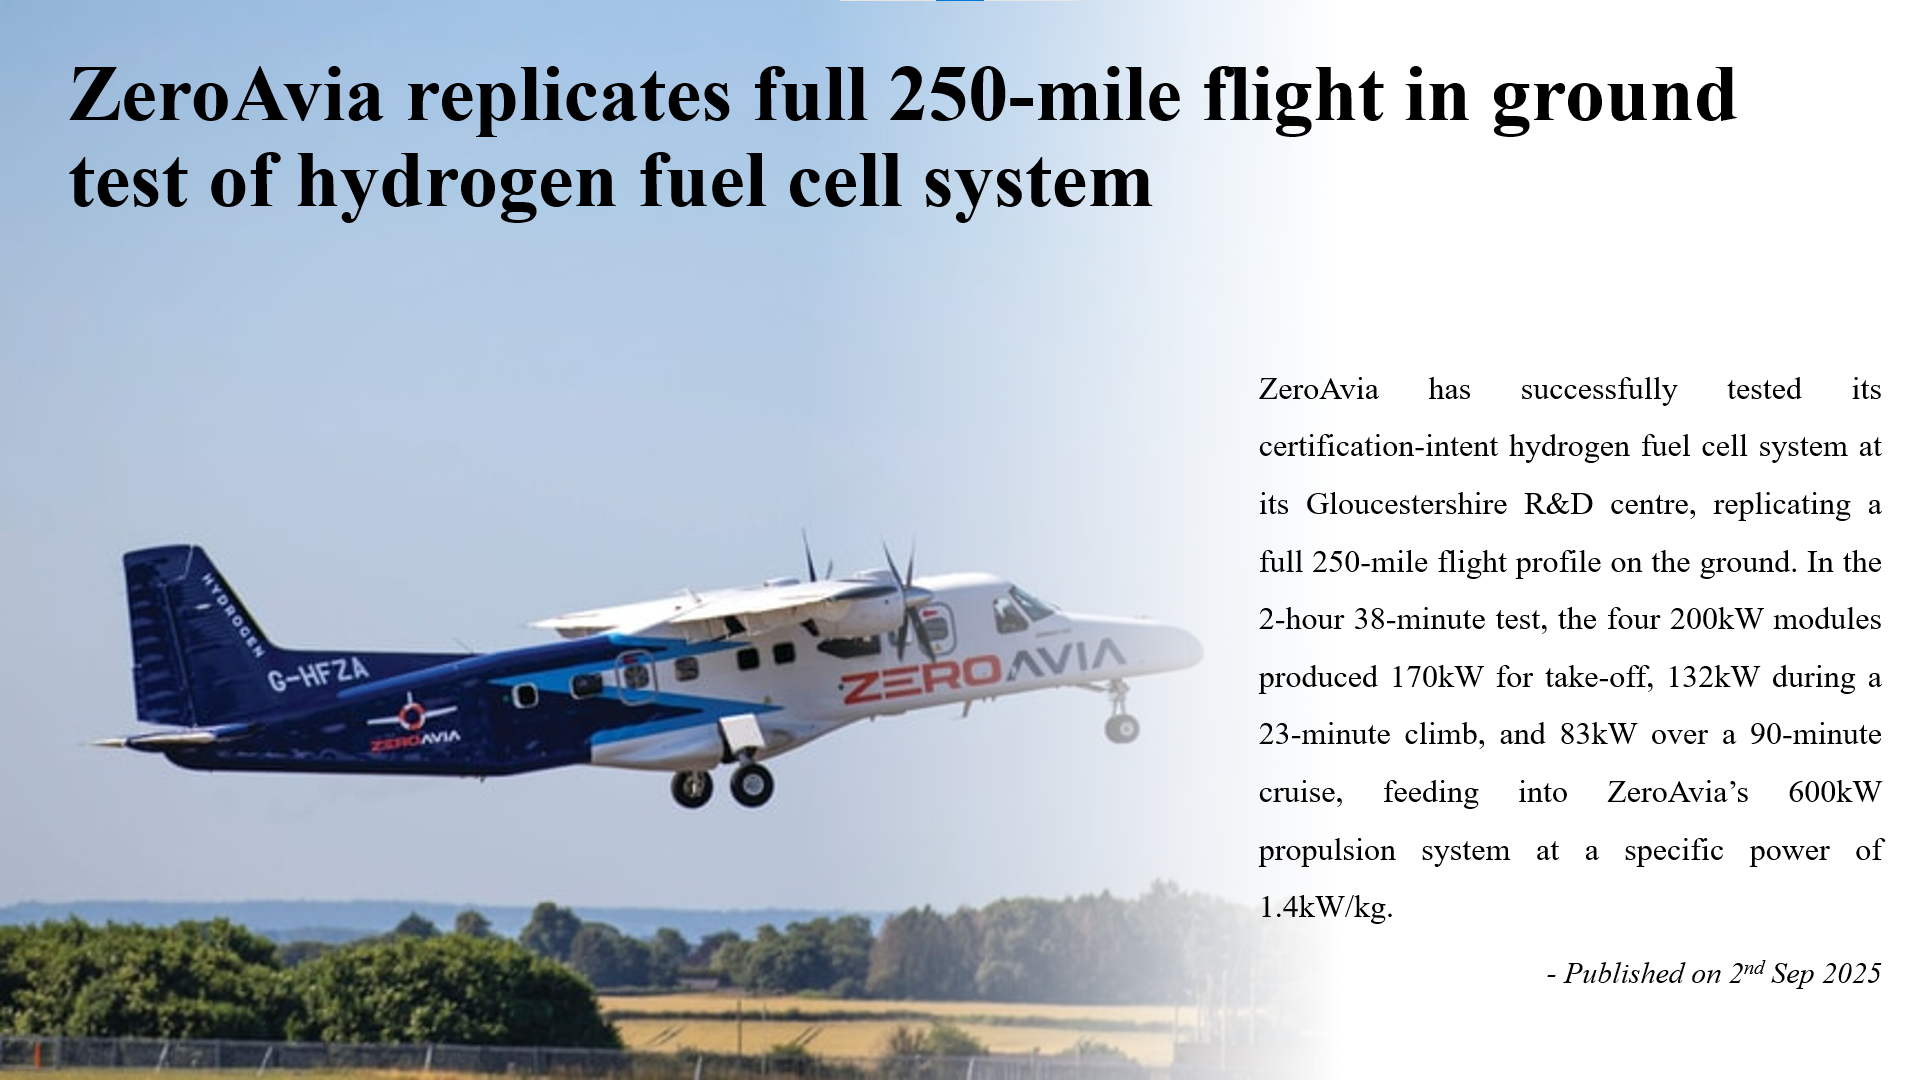 ZeroAvia replicates full 250-mile flight in ground
test of hydrogen fuel cell system
HYDROGEN
G-HFZA
ZEROAVIA
ZEROAVIA
ZeroAvia has successfully tested its
certification-intent hydrogen fuel cell system at
its Gloucestershire R&D centre, replicating a
full 250-mile flight profile on the ground. In the
2-hour 38-minute test, the four 200kW modules
produced 170kW for take-off, 132kW during a
23-minute climb, and 83kW over a 90-minute
cruise, feeding into ZeroAvia’s 600kW
propulsion system at a specific power of
1.4kW/kg.
- Published on 2nd Sep 2025